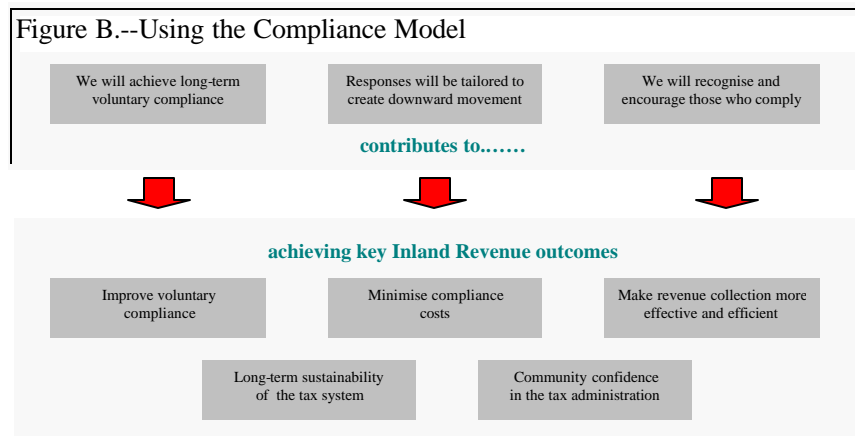 Figure B.--Using the Compliance Model
We will achieve long-term
voluntary compliance
Responses will be tailored to
create downward movement
We will recognise and
encourage those who comply
contributes to.……
achieving key Inland Revenue outcomes
Improve voluntary
compliance
Minimise compliance
costs
Make revenue collection more
effective and efficient
Long-term sustainability
of the tax system
Community confidence
in the tax administration